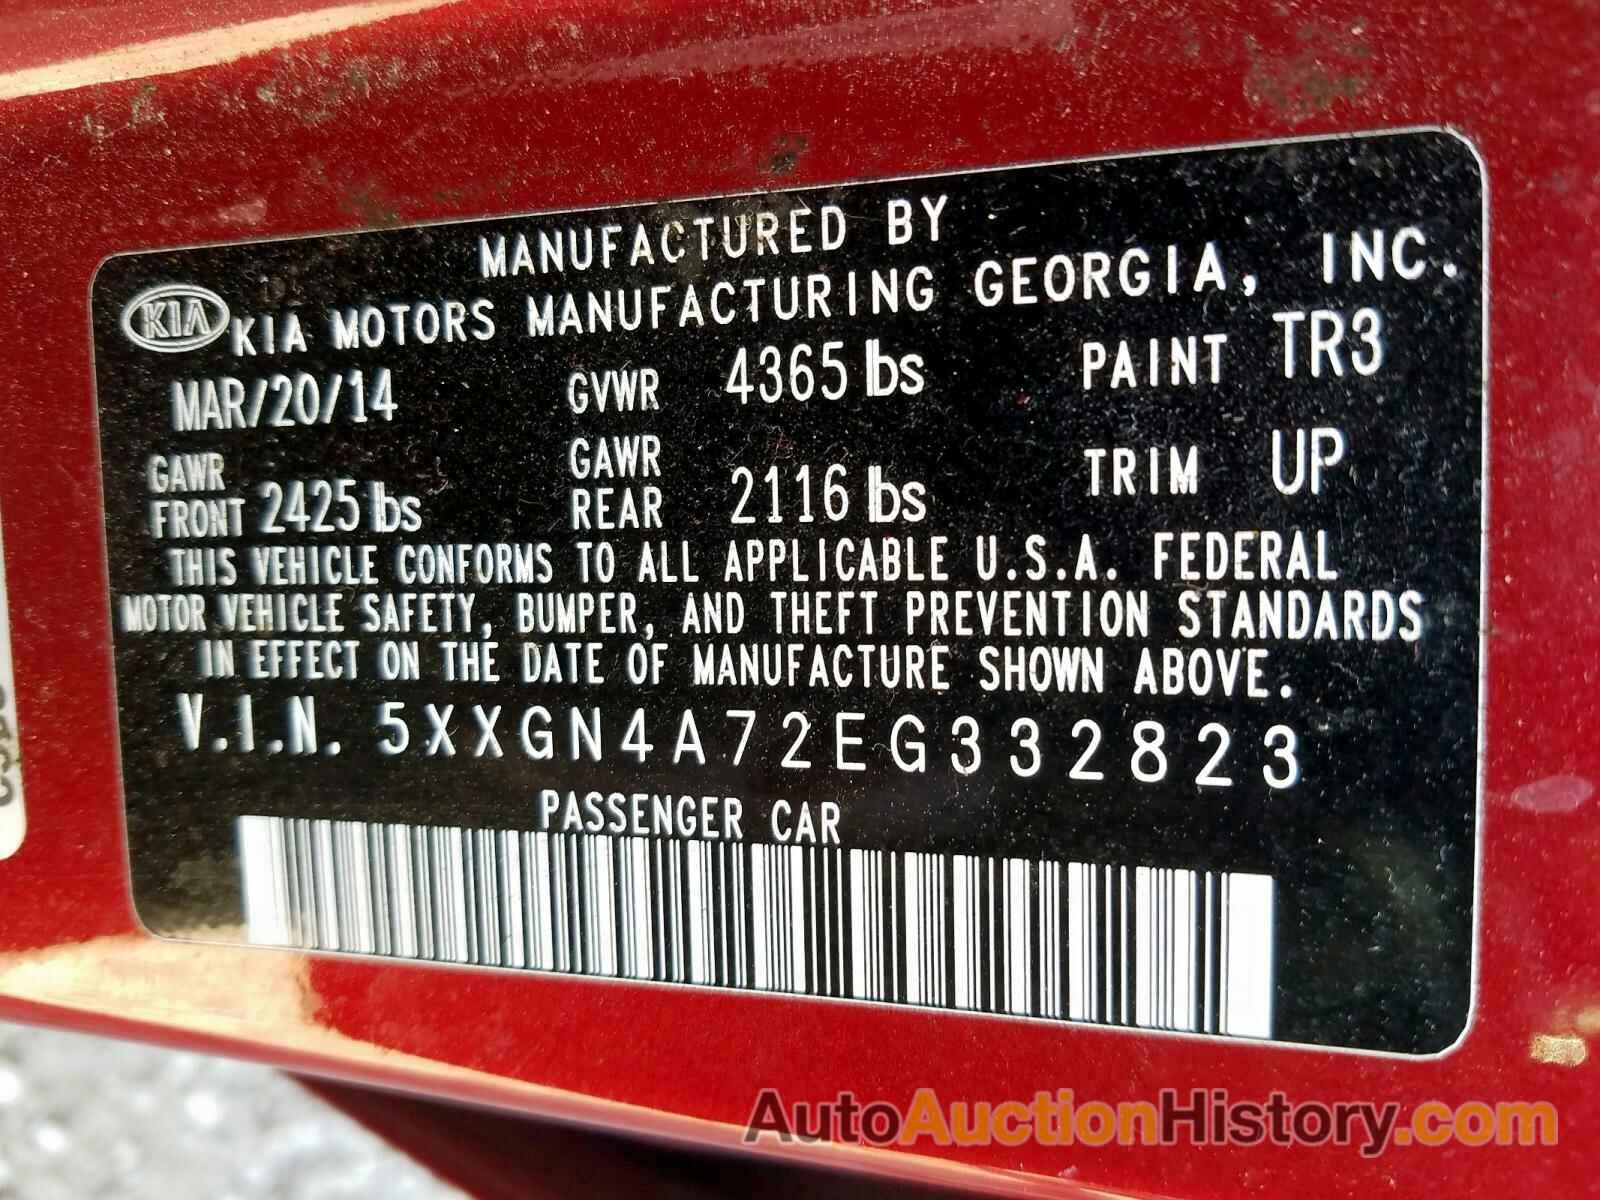 MANUFACTURED BY
KIA KIA MOTORS MANUFACTURING GEORGIA, INC.
MAR/20/14 GVWR 4365 lbs PAINT TR3
GAWR FRONT 2425 lbs GAWR REAR 2116 lbs TRIM UP
THIS VEHICLE CONFORMS TO ALL APPLICABLE U.S.A. FEDERAL
MOTOR VEHICLE SAFETY, BUMPER, AND THEFT PREVENTION STANDARDS
IN EFFECT ON THE DATE OF MANUFACTURE SHOWN ABOVE.
V.I.N. 5XXGN4A72EG332823
PASSENGER CAR
AutoAuctionHistory.com